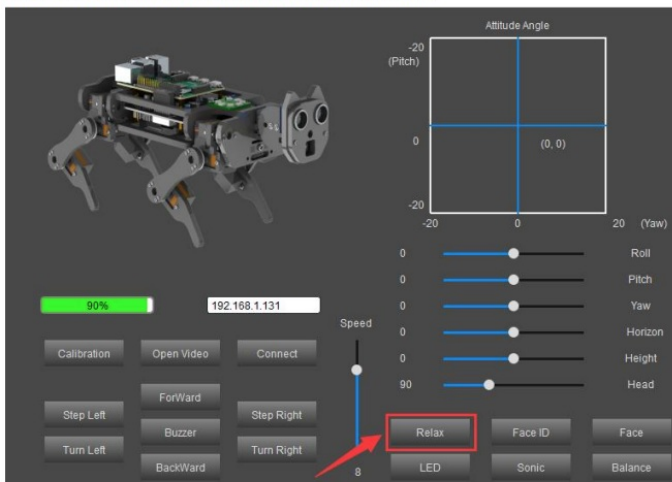 Attitude Angle
-20
(Pitch)
0
(0, 0)
-20
-20 0 20 (Yaw)
0 Roll
0 Pitch
0 Yaw
0 Horizon
0 Height
90 Head
90%
192.168.1.131
Speed
8
Calibration
Open Video
Connect
ForWard
Step Left
Step Right
Buzzer
Turn Left
Turn Right
BackWard
Relax
Face ID
Face
LED
Sonic
Balance